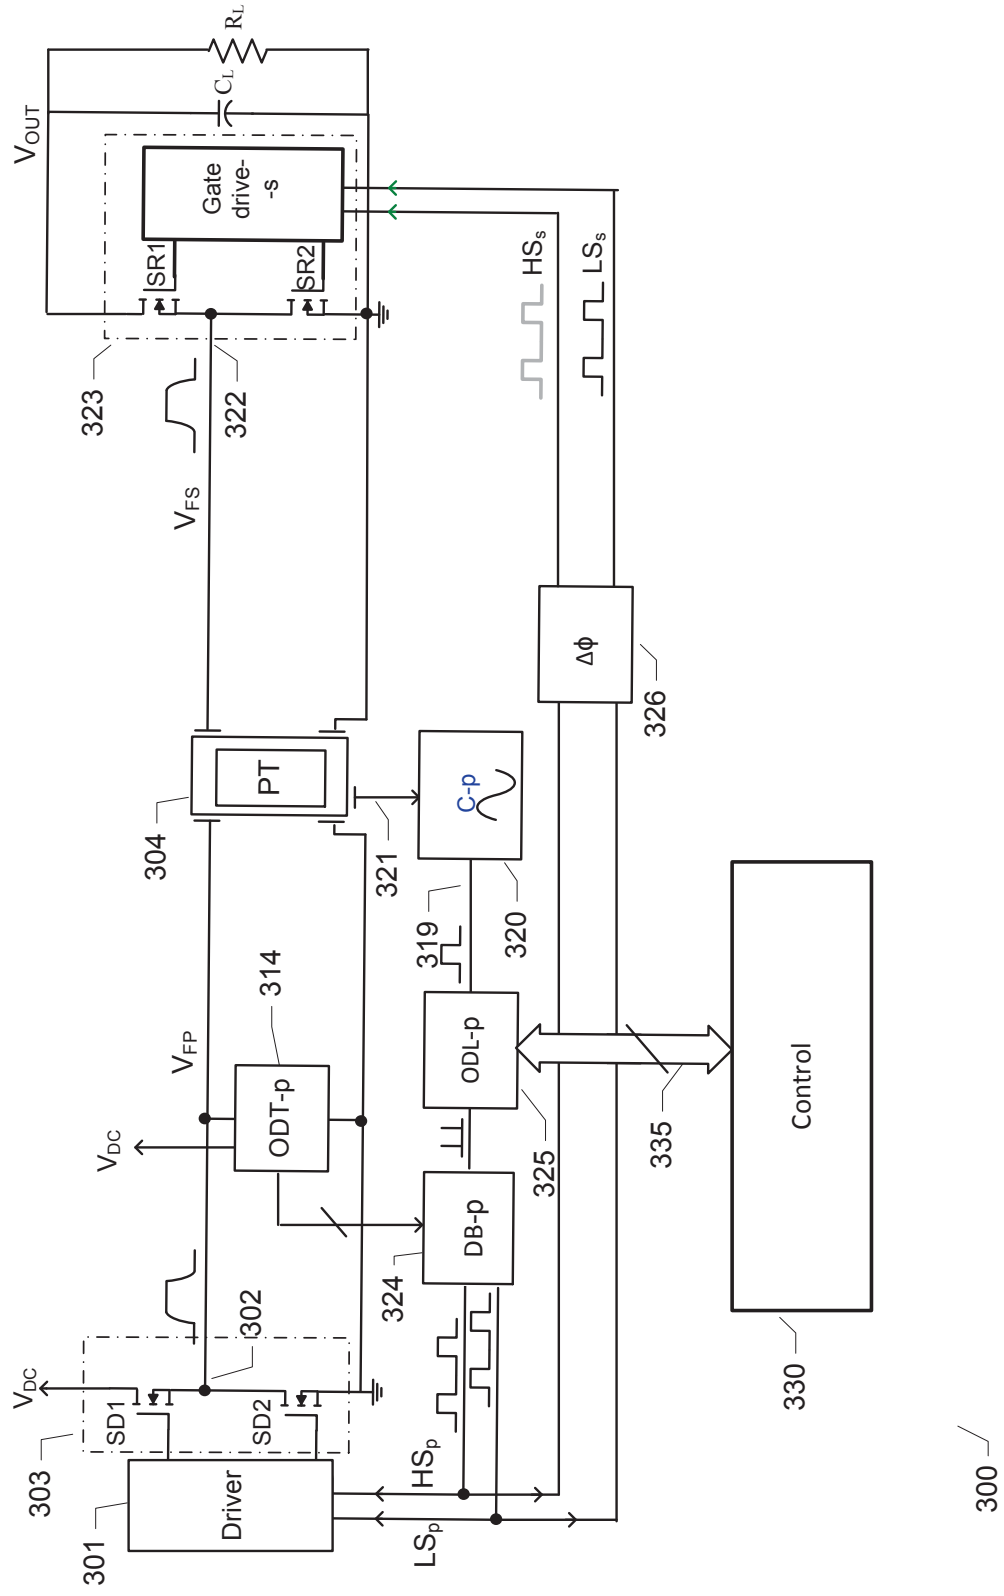 301
303
V_DC
SD1
SD2
Driver
302
V_FP
V_DC
ODT-p
314
304
PT
V_FS
322
323
V_OUT
SR1
SR2
Gate
drive-
-s
C_L
R_L
HS_p
LS_p
324
DB-p
325
ODL-p
319
320
C-p
321
326
Δϕ
HS_s
LS_s
335
Control
330
300